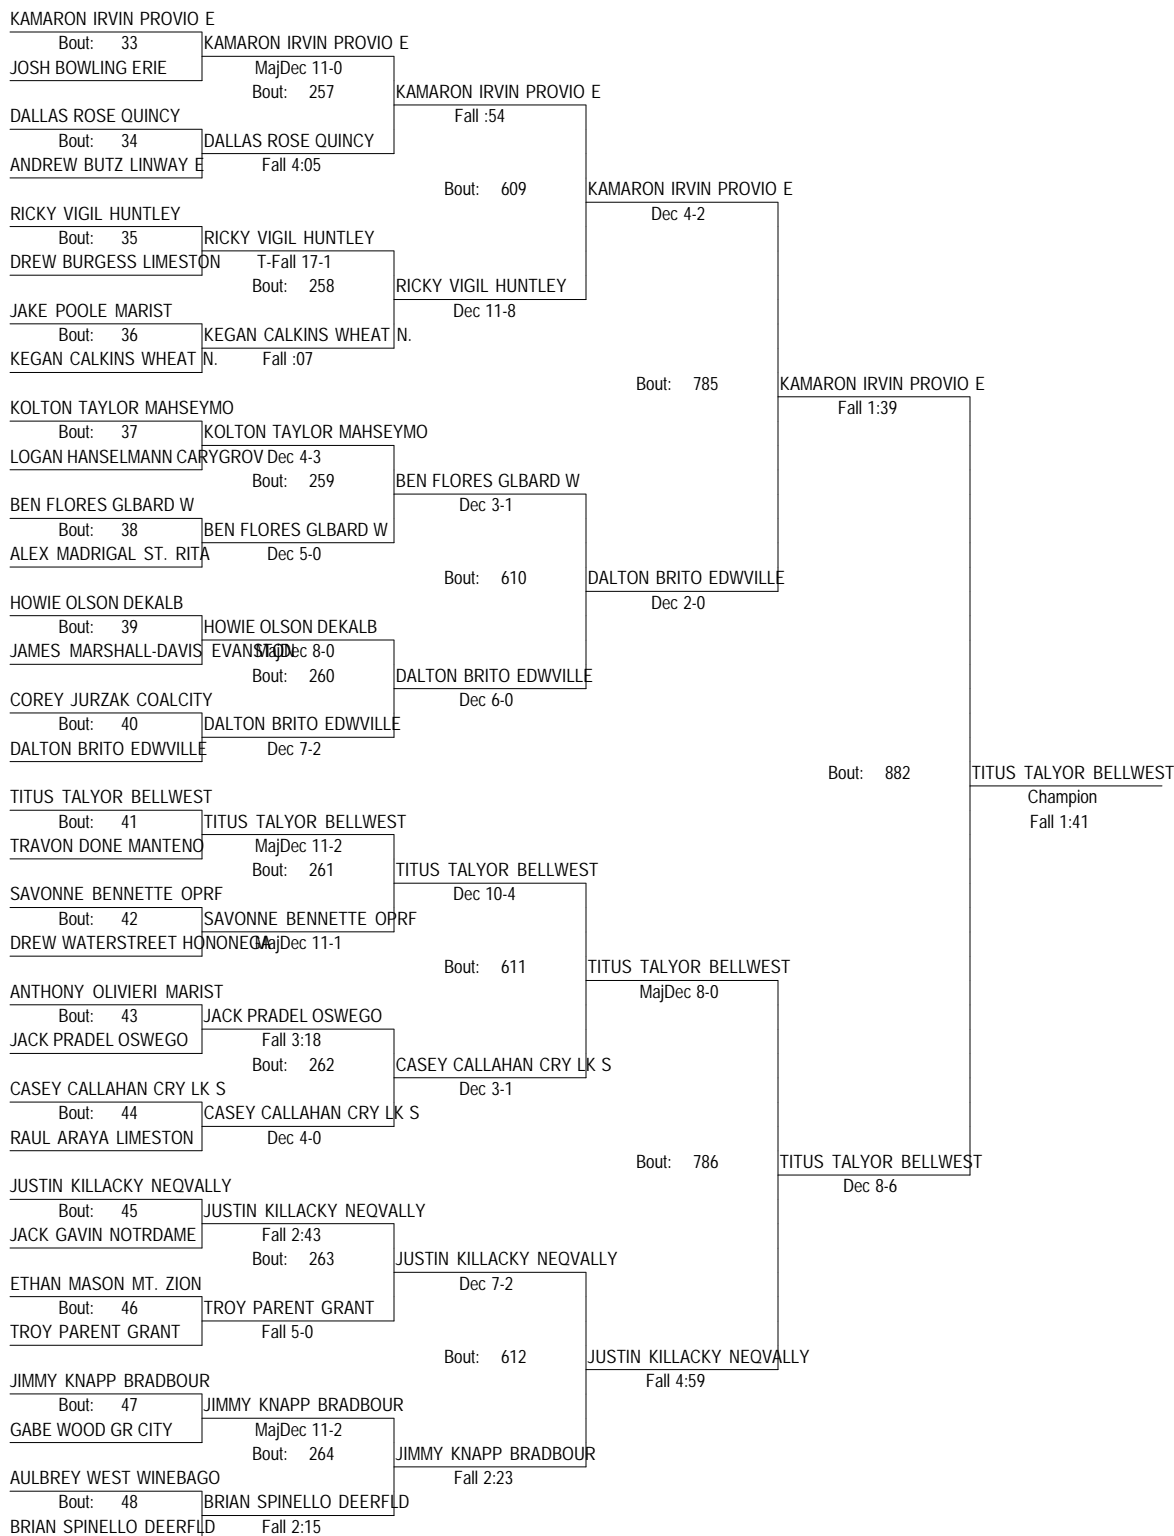 KAMARON IRVIN PROVIO E
Bout: 33 KAMARON IRVIN PROVIO E
JOSH BOWLING ERIE MajDec 11-0
Bout: 257 KAMARON IRVIN PROVIO E
DALLAS ROSE QUINCY Fall :54
Bout: 34 DALLAS ROSE QUINCY
ANDREW BUTZ LINWAY E Fall 4:05
Bout: 609 KAMARON IRVIN PROVIO E
RICKY VIGIL HUNTLEY Dec 4-2
Bout: 35 RICKY VIGIL HUNTLEY
DREW BURGESS LIMESTON T-Fall 17-1
Bout: 258 RICKY VIGIL HUNTLEY
JAKE POOLE MARIST Dec 11-8
Bout: 36 KEGAN CALKINS WHEAT N.
KEGAN CALKINS WHEAT N. Fall :07
Bout: 785 KAMARON IRVIN PROVIO E
KOLTON TAYLOR MAHSEYMO Fall 1:39
Bout: 37 KOLTON TAYLOR MAHSEYMO
LOGAN HANSELMANN CARYGROV Dec 4-3
Bout: 259 BEN FLORES GLBARD W
BEN FLORES GLBARD W Dec 3-1
Bout: 38 BEN FLORES GLBARD W
ALEX MADRIGAL ST. RITA Dec 5-0
Bout: 610 DALTON BRITO EDWVILLE
HOWIE OLSON DEKALB Dec 2-0
Bout: 39 HOWIE OLSON DEKALB
JAMES MARSHALL-DAVIS EVANSTON MajDec 8-0
Bout: 260 DALTON BRITO EDWVILLE
COREY JURZAK COALCITY Dec 6-0
Bout: 40 DALTON BRITO EDWVILLE
DALTON BRITO EDWVILLE Dec 7-2
Bout: 882 TITUS TALYOR BELLWEST
TITUS TALYOR BELLWEST Champion
Bout: 41 TITUS TALYOR BELLWEST Fall 1:41
TRAVON DONE MANTENO MajDec 11-2
Bout: 261 TITUS TALYOR BELLWEST
SAVONNE BENNETTE OPRF Dec 10-4
Bout: 42 SAVONNE BENNETTE OPRF
DREW WATERSTREET HONONEGA MajDec 11-1
Bout: 611 TITUS TALYOR BELLWEST
ANTHONY OLIVIERI MARIST MajDec 8-0
Bout: 43 JACK PRADEL OSWEGO
JACK PRADEL OSWEGO Fall 3:18
Bout: 262 CASEY CALLAHAN CRY LK S
CASEY CALLAHAN CRY LK S Dec 3-1
Bout: 44 CASEY CALLAHAN CRY LK S
RAUL ARAYA LIMESTON Dec 4-0
Bout: 786 TITUS TALYOR BELLWEST
JUSTIN KILLACKY NEQVALLY Dec 8-6
Bout: 45 JUSTIN KILLACKY NEQVALLY
JACK GAVIN NOTRDAME Fall 2:43
Bout: 263 JUSTIN KILLACKY NEQVALLY
ETHAN MASON MT. ZION Dec 7-2
Bout: 46 TROY PARENT GRANT
TROY PARENT GRANT Fall 5-0
Bout: 612 JUSTIN KILLACKY NEQVALLY
JIMMY KNAPP BRADBOUR Fall 4:59
Bout: 47 JIMMY KNAPP BRADBOUR
GABE WOOD GR CITY MajDec 11-2
Bout: 264 JIMMY KNAPP BRADBOUR
AULBREY WEST WINEBAGO Fall 2:23
Bout: 48 BRIAN SPINELLO DEERFLD
BRIAN SPINELLO DEERFLD Fall 2:15